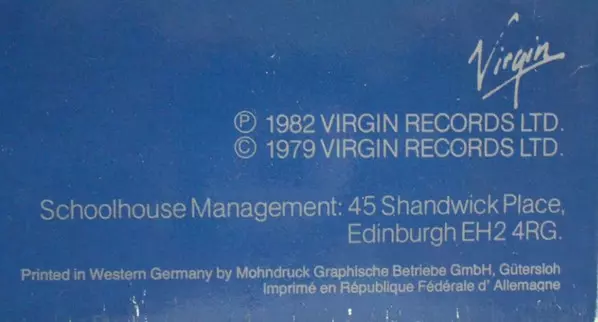 Virgin
℗ 1982 VIRGIN RECORDS LTD.
© 1979 VIRGIN RECORDS LTD.
Schoolhouse Management: 45 Shandwick Place,
Edinburgh EH2 4RG.
Printed in Western Germany by Mohndruck Graphische Betriebe GmbH, Gütersloh
Imprimé en République Fédérale d' Allemagne